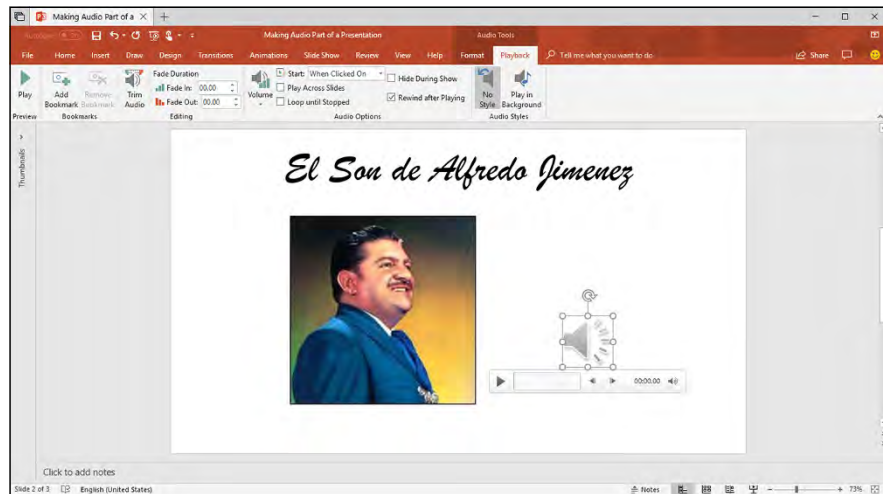 Making Audio Part of a
Making Audio Part of a Presentation
Audio Tools
File Home Insert Draw Design Transitions Animations Slide Show Review View Help Format Playback Tell me what you want to do Share
Play
Add Bookmark
Remove Bookmark
Trim Audio
Fade Duration
Fade In: 00.00
Fade Out: 00.00
Volume
Start: When Clicked On
Play Across Slides
Loop until Stopped
Hide During Show
Rewind after Playing
No Style
Play in Background
Preview Bookmarks Editing Audio Options Audio Styles
Thumbnails
El Son de Alfredo Jimenez
00:00.00
Click to add notes
Slide 2 of 3 English (United States) Notes 73%